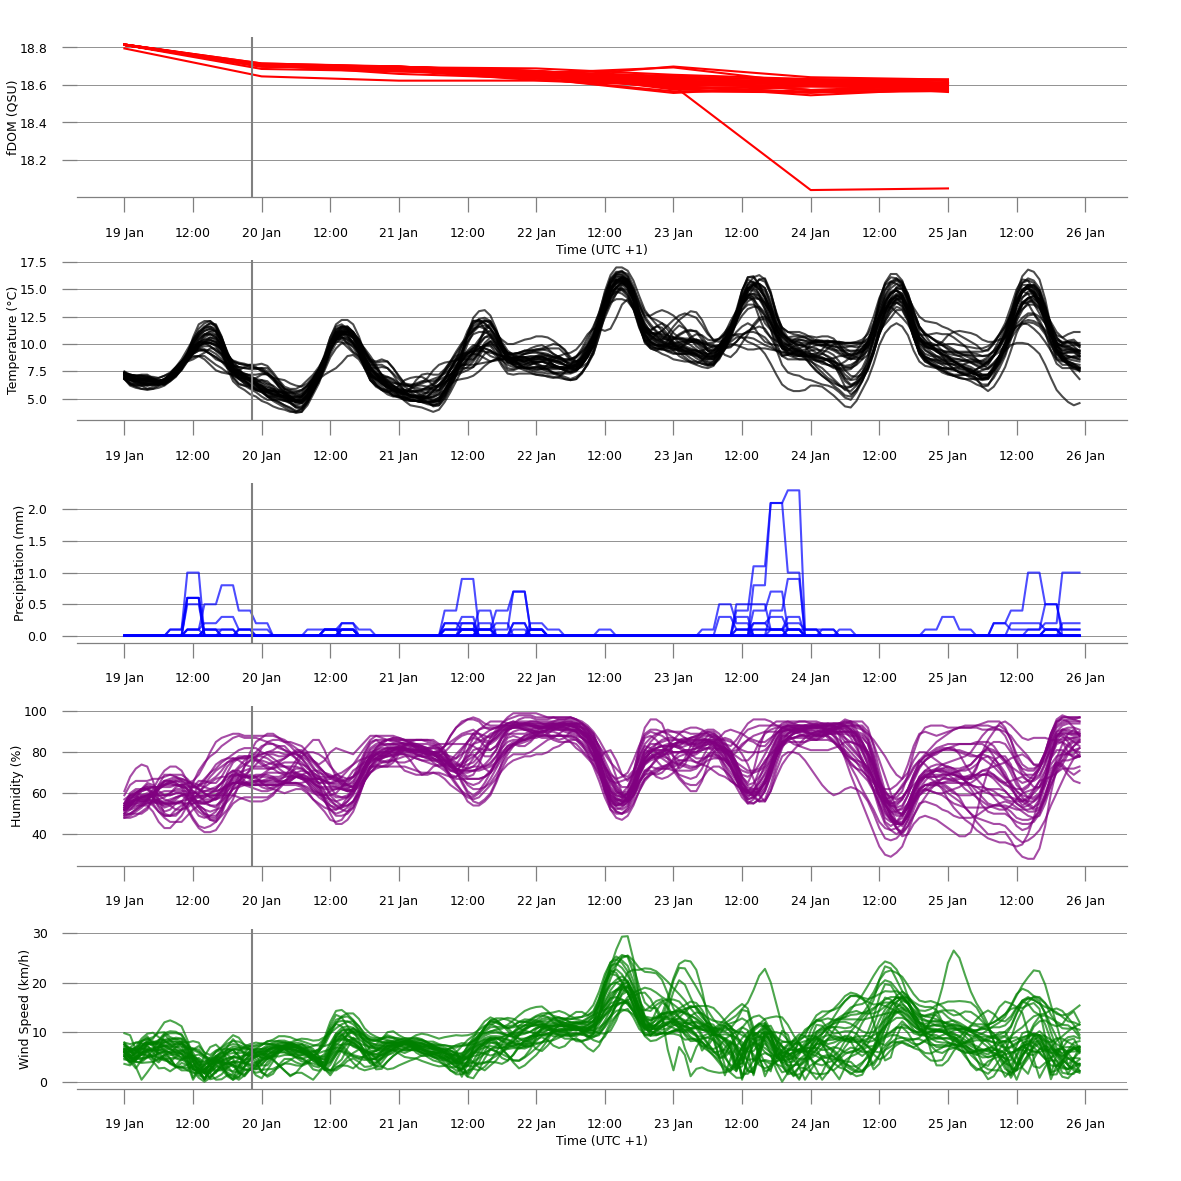 fDOM (QSU)
18.8
18.6
18.4
18.2
19 Jan 12:00 20 Jan 12:00 21 Jan 12:00 22 Jan 12:00 23 Jan 12:00 24 Jan 12:00 25 Jan 12:00 26 Jan
Time (UTC +1)
Temperature (°C)
17.5
15.0
12.5
10.0
7.5
5.0
19 Jan 12:00 20 Jan 12:00 21 Jan 12:00 22 Jan 12:00 23 Jan 12:00 24 Jan 12:00 25 Jan 12:00 26 Jan
Precipitation (mm)
2.0
1.5
1.0
0.5
0.0
19 Jan 12:00 20 Jan 12:00 21 Jan 12:00 22 Jan 12:00 23 Jan 12:00 24 Jan 12:00 25 Jan 12:00 26 Jan
Humidity (%)
100
80
60
40
19 Jan 12:00 20 Jan 12:00 21 Jan 12:00 22 Jan 12:00 23 Jan 12:00 24 Jan 12:00 25 Jan 12:00 26 Jan
Wind Speed (km/h)
30
20
10
0
19 Jan 12:00 20 Jan 12:00 21 Jan 12:00 22 Jan 12:00 23 Jan 12:00 24 Jan 12:00 25 Jan 12:00 26 Jan
Time (UTC +1)